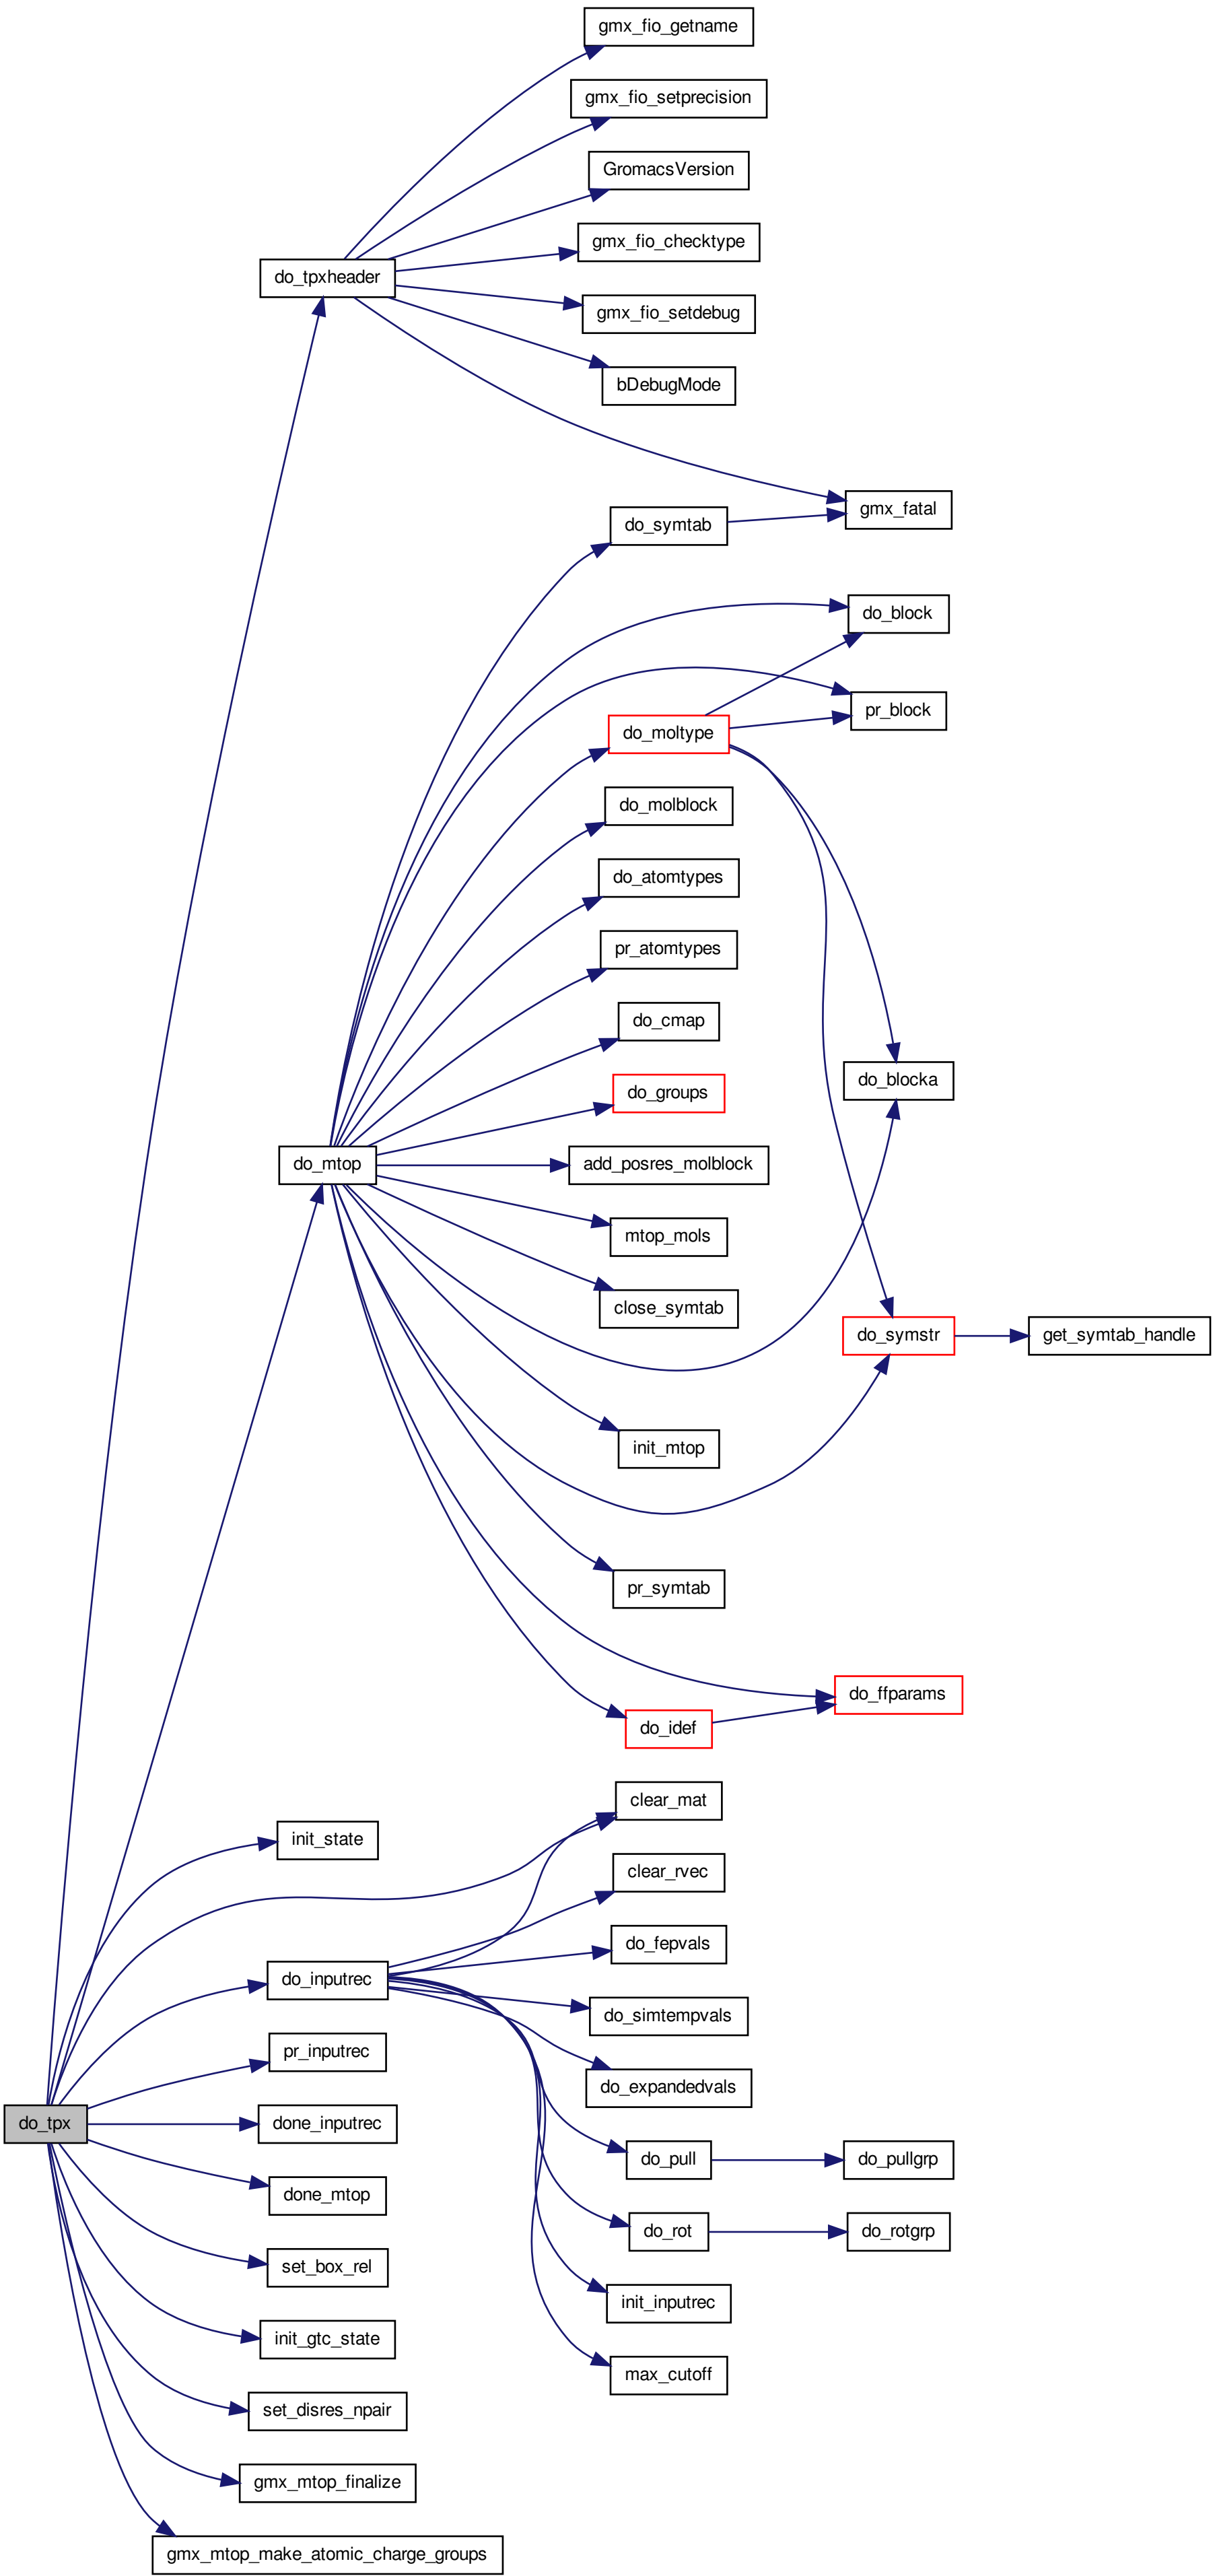 gmx_fio_getname
gmx_fio_setprecision
GromacsVersion
gmx_fio_checktype
do_tpxheader
gmx_fio_setdebug
bDebugMode
gmx_fatal
do_symtab
do_block
pr_block
do_moltype
do_molblock
do_atomtypes
pr_atomtypes
do_cmap
do_blocka
do_groups
do_mtop
add_posres_molblock
mtop_mols
close_symtab
do_symstr
get_symtab_handle
init_mtop
pr_symtab
do_ffparams
do_idef
clear_mat
init_state
clear_rvec
do_fepvals
do_inputrec
do_simtempvals
pr_inputrec
do_expandedvals
do_tpx
done_inputrec
do_pull
do_pullgrp
done_mtop
do_rot
do_rotgrp
set_box_rel
init_inputrec
init_gtc_state
max_cutoff
set_disres_npair
gmx_mtop_finalize
gmx_mtop_make_atomic_charge_groups